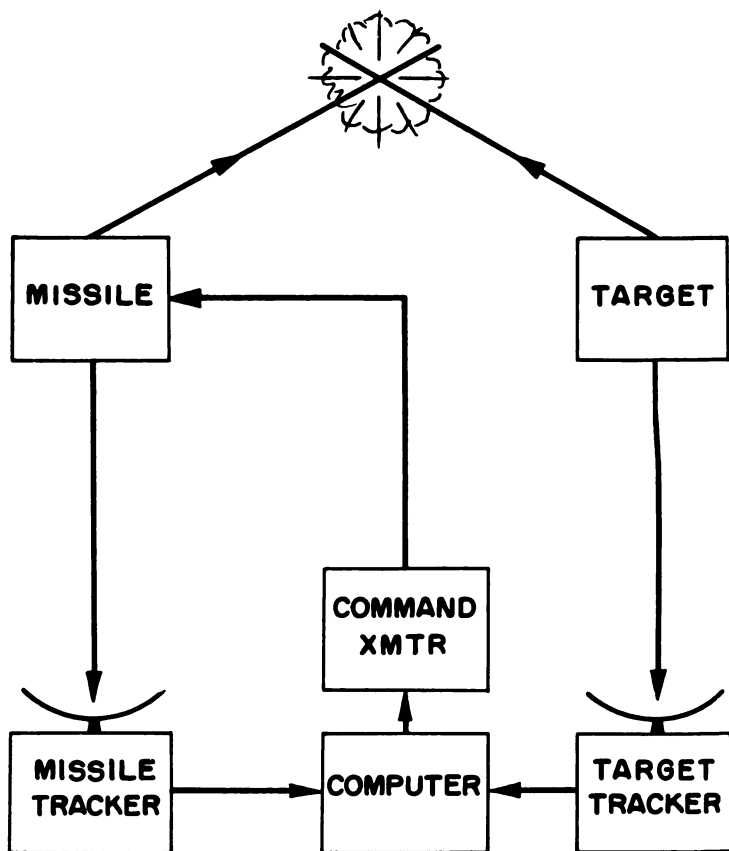 MISSILE
TARGET
COMMAND
XMTR
MISSILE
TRACKER
COMPUTER
TARGET
TRACKER